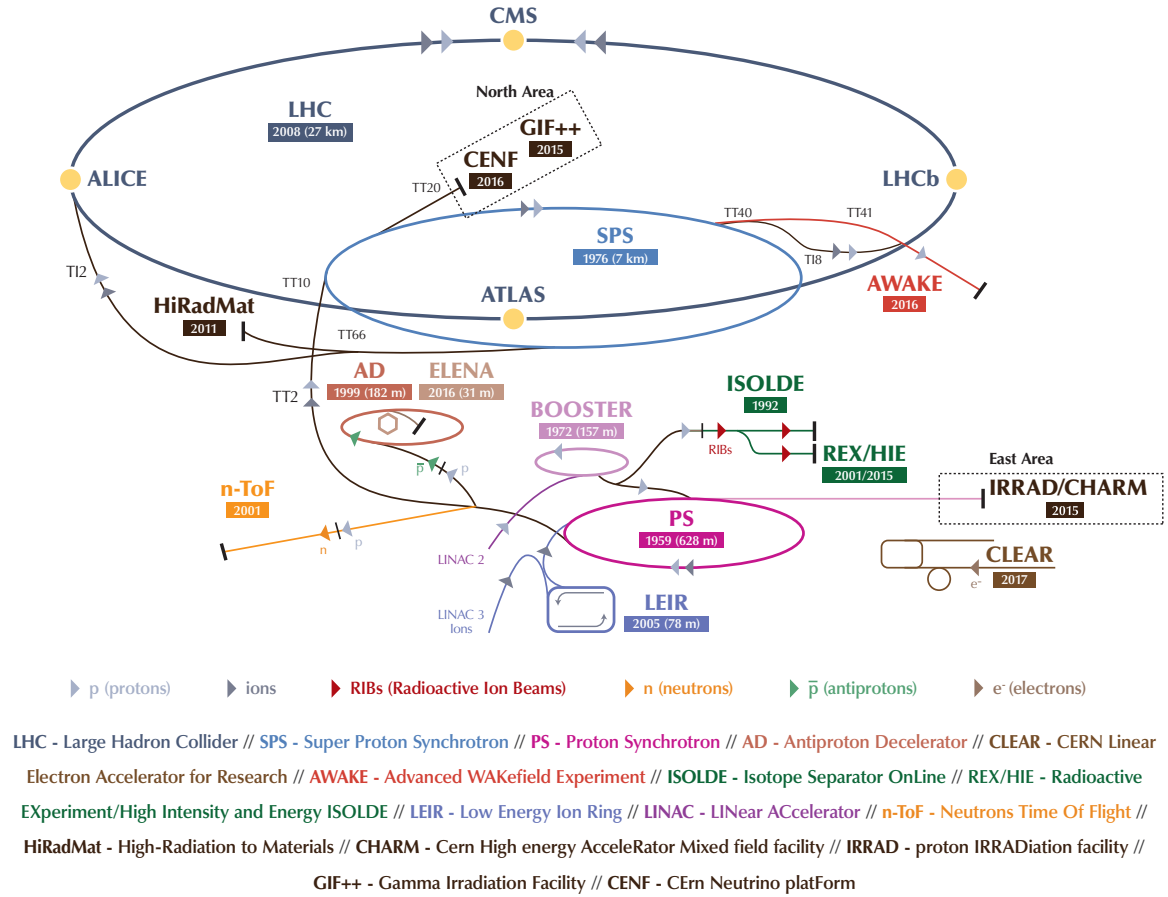 CMS
North Area
LHC
2008 (27 km)
GIF++
2015
CENF
2016
ALICE
LHCb
TT20
TT40
TT41
SPS
1976 (7 km)
TI8
TI2
TT10
AWAKE
2016
ATLAS
HiRadMat
2011
TT66
AD
1999 (182 m)
ELENA
2016 (31 m)
TT2
ISOLDE
1992
BOOSTER
1972 (157 m)
RIBs
REX/HIE
2001/2015
p̅
p
East Area
IRRAD/CHARM
2015
n-ToF
2001
PS
1959 (628 m)
n
p
LINAC 2
CLEAR
2017
e-
LINAC 3
Ions
LEIR
2005 (78 m)
p (protons)
ions
RIBs (Radioactive Ion Beams)
n (neutrons)
p̅ (antiprotons)
e- (electrons)
LHC - Large Hadron Collider // SPS - Super Proton Synchrotron // PS - Proton Synchrotron // AD - Antiproton Decelerator // CLEAR - CERN Linear
Electron Accelerator for Research // AWAKE - Advanced WAKefield Experiment // ISOLDE - Isotope Separator OnLine // REX/HIE - Radioactive
EXperiment/High Intensity and Energy ISOLDE // LEIR - Low Energy Ion Ring // LINAC - LINear ACcelerator // n-ToF - Neutrons Time Of Flight //
HiRadMat - High-Radiation to Materials // CHARM - Cern High energy AcceleRator Mixed field facility // IRRAD - proton IRRADiation facility //
GIF++ - Gamma Irradiation Facility // CENF - CErn Neutrino platForm